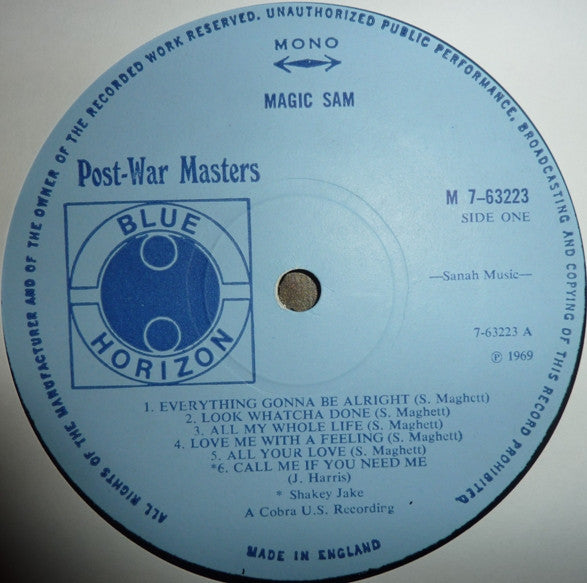 ALL RIGHTS OF THE MANUFACTURER AND OF THE OWNER OF THE RECORDED WORK RESERVED. UNAUTHORIZED PUBLIC PERFORMANCE, BROADCASTING AND COPYING OF THIS RECORD PROHIBITED.
MONO
MAGIC SAM
Post-War Masters
BLUE
HORIZON
M 7-63223
SIDE ONE
—Sanah Music—
7-63223 A
℗ 1969
1. EVERYTHING GONNA BE ALRIGHT (S. Maghett)
2. LOOK WHATCHA DONE (S. Maghett)
3. ALL MY WHOLE LIFE (S. Maghett)
4. LOVE ME WITH A FEELING (S. Maghett)
5. ALL YOUR LOVE (S. Maghett)
*6. CALL ME IF YOU NEED ME
(J. Harris)
* Shakey Jake
A Cobra U.S. Recording
MADE IN ENGLAND